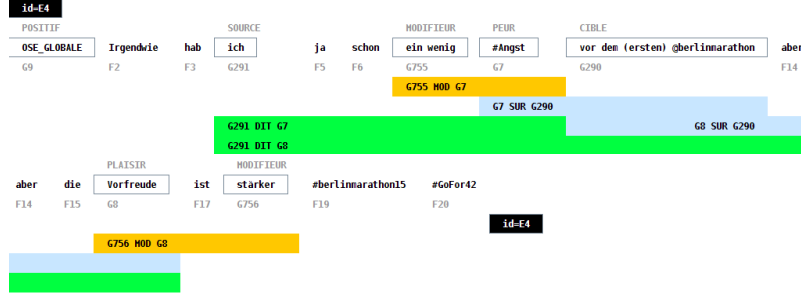 id=E4
POSITIF SOURCE MODIFIEUR PEUR CIBLE
OSE_GLOBALE Irgendwie hab ich ja schon ein wenig #Angst vor dem (ersten) @berlinmarathon aber
G9 F2 F3 G291 F5 F6 G755 G7 G290 F14
G755 MOD G7
G7 SUR G290
G291 DIT G7 G8 SUR G290
G291 DIT G8
PLAISIR MODIFIEUR
aber die Vorfreude ist stärker #berlinmarathon15 #GoFor42
F14 F15 G8 F17 G756 F19 F20
id=E4
G756 MOD G8